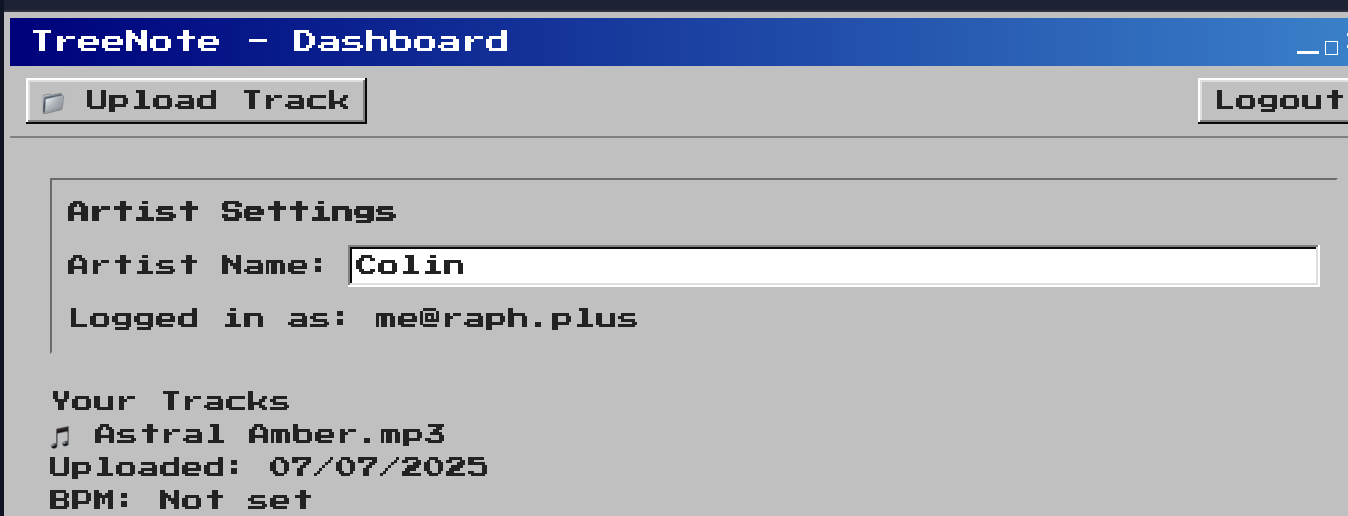 TreeNote - Dashboard
Upload Track
Logout
Artist Settings
Artist Name: Colin
Logged in as: me@raph.plus
Your Tracks
🎵 Astral Amber.mp3
Uploaded: 07/07/2025
BPM: Not set